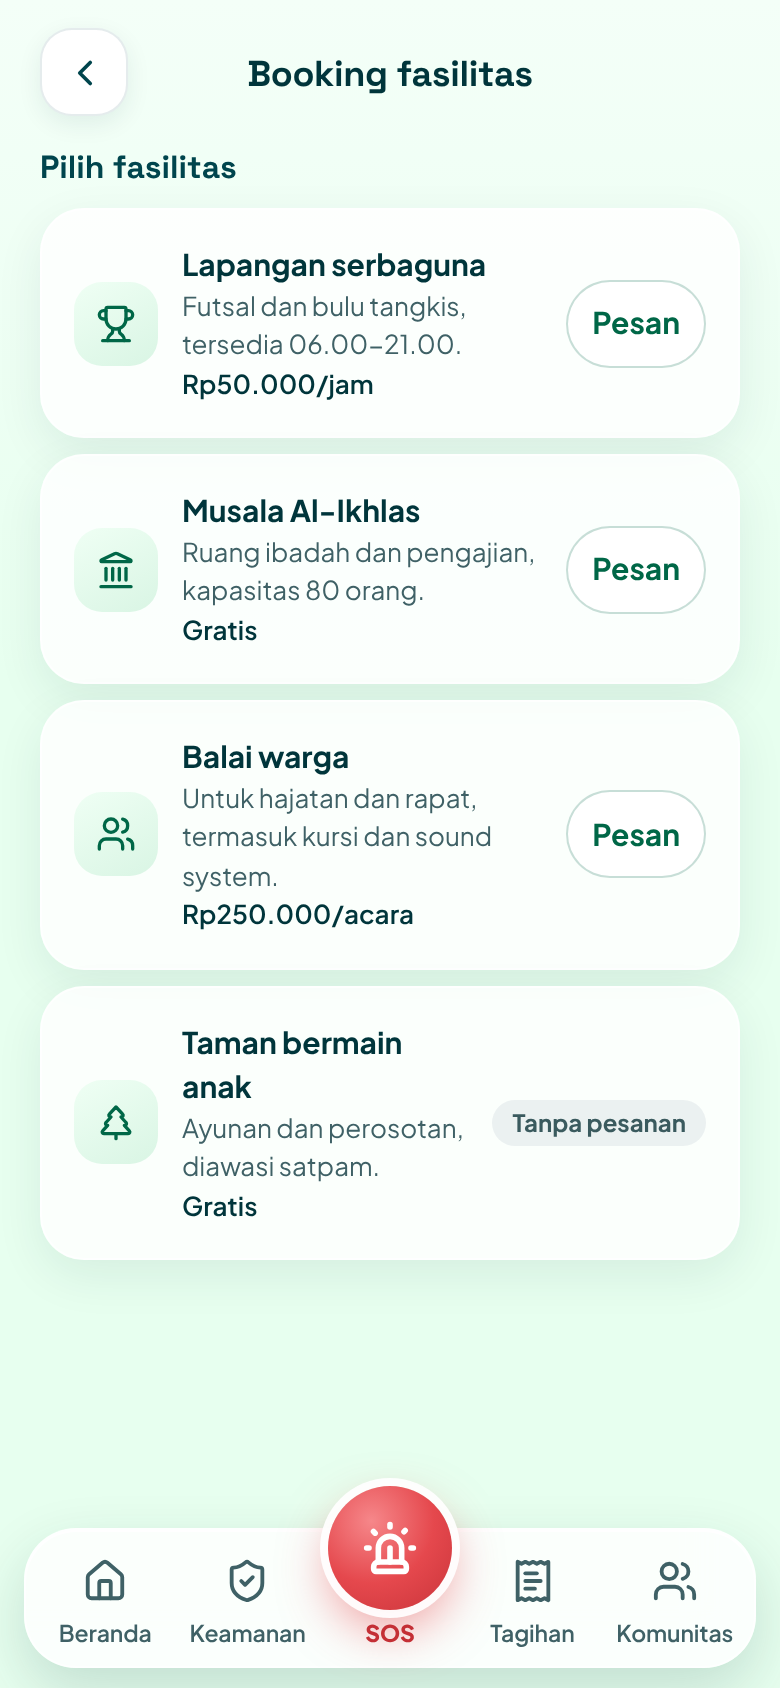 Booking fasilitas
Pilih fasilitas
Lapangan serbaguna
Futsal dan bulu tangkis,
tersedia 06.00–21.00.
Rp50.000/jam
Pesan
Musala Al-Ikhlas
Ruang ibadah dan pengajian,
kapasitas 80 orang.
Gratis
Pesan
Balai warga
Untuk hajatan dan rapat,
termasuk kursi dan sound
system.
Rp250.000/acara
Pesan
Taman bermain
anak
Ayunan dan perosotan,
diawasi satpam.
Gratis
Tanpa pesanan
Beranda
Keamanan
SOS
Tagihan
Komunitas